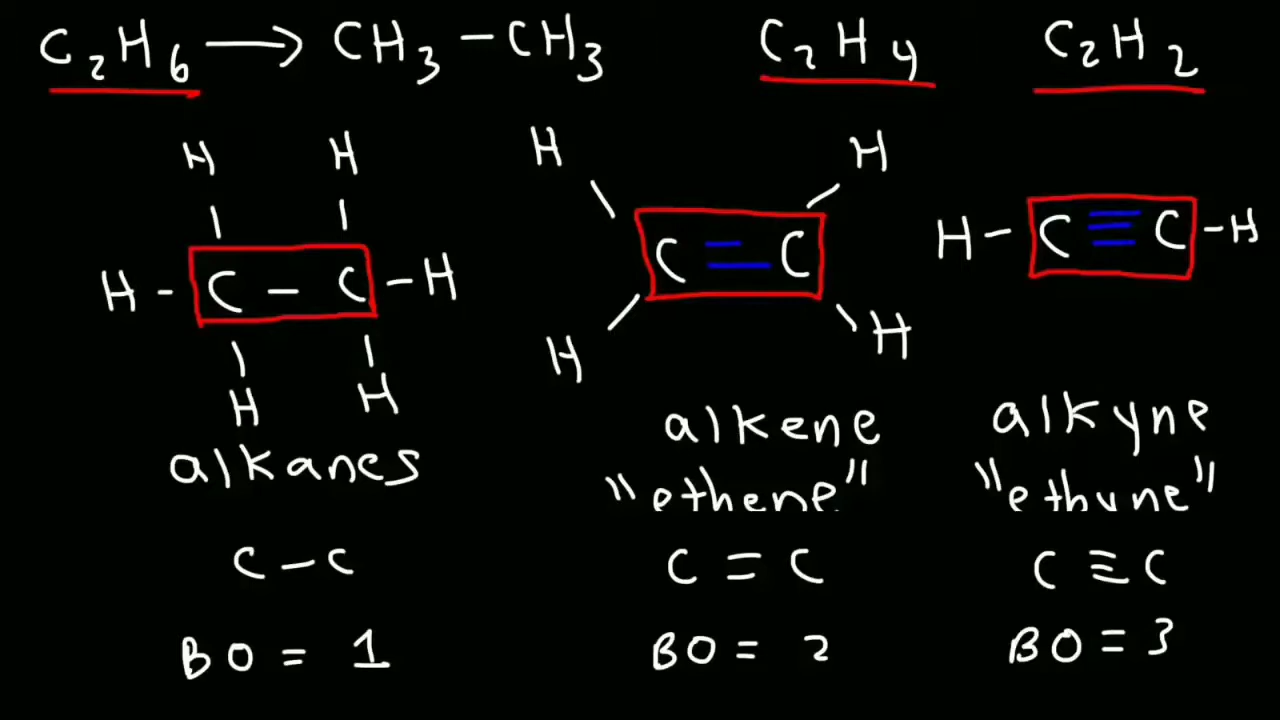 C₂H₆ → CH₃ – CH₃
C₂H₄
C₂H₂
H H
H - C – C - H
H H
alkanes
C – C
BO = 1
H H
C = C
H H
alkene
"ethene"
C = C
BO = 2
H - C ≡ C - H
alkyne
"ethyne"
C ≡ C
BO = 3